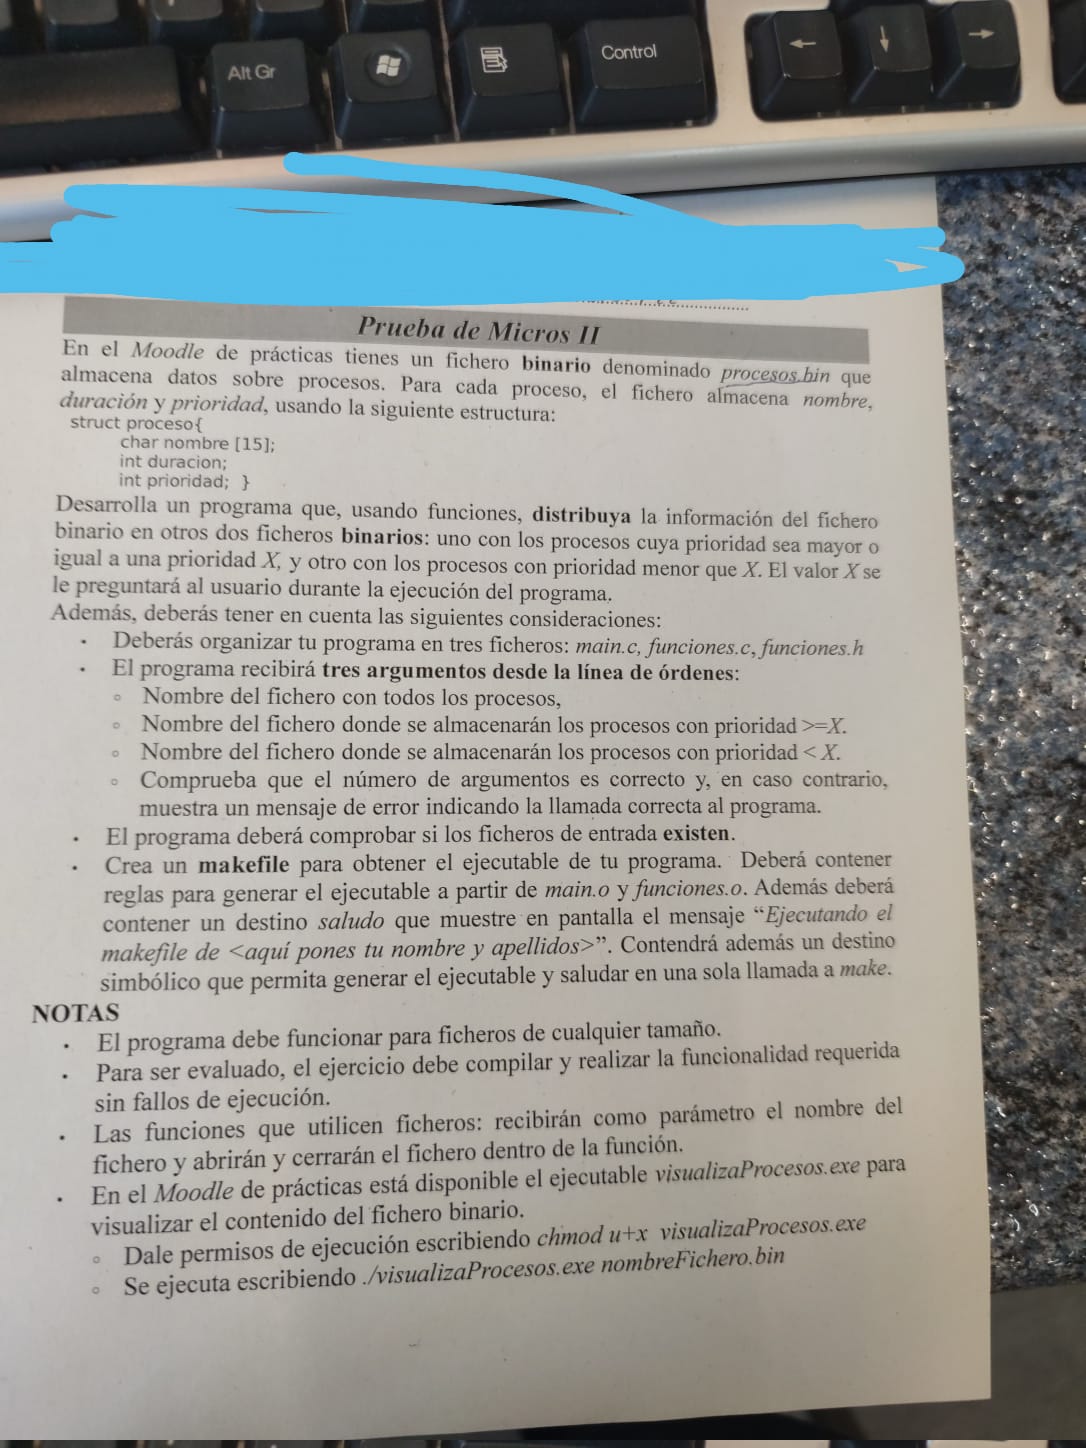 Alt Gr
Control
←
↓
→
Prueba de Micros II
En el Moodle de prácticas tienes un fichero binario denominado procesos.bin que
almacena datos sobre procesos. Para cada proceso, el fichero almacena nombre,
duración y prioridad, usando la siguiente estructura:
struct proceso{
char nombre [15];
int duracion;
int prioridad; }
Desarrolla un programa que, usando funciones, distribuya la información del fichero
binario en otros dos ficheros binarios: uno con los procesos cuya prioridad sea mayor o
igual a una prioridad X, y otro con los procesos con prioridad menor que X. El valor X se
le preguntará al usuario durante la ejecución del programa.
Además, deberás tener en cuenta las siguientes consideraciones:
· Deberás organizar tu programa en tres ficheros: main.c, funciones.c, funciones.h
· El programa recibirá tres argumentos desde la línea de órdenes:
◦ Nombre del fichero con todos los procesos,
◦ Nombre del fichero donde se almacenarán los procesos con prioridad >=X.
◦ Nombre del fichero donde se almacenarán los procesos con prioridad < X.
◦ Comprueba que el número de argumentos es correcto y, en caso contrario,
muestra un mensaje de error indicando la llamada correcta al programa.
· El programa deberá comprobar si los ficheros de entrada existen.
· Crea un makefile para obtener el ejecutable de tu programa. Deberá contener
reglas para generar el ejecutable a partir de main.o y funciones.o. Además deberá
contener un destino saludo que muestre en pantalla el mensaje “Ejecutando el
makefile de <aquí pones tu nombre y apellidos>”. Contendrá además un destino
simbólico que permita generar el ejecutable y saludar en una sola llamada a make.
NOTAS
· El programa debe funcionar para ficheros de cualquier tamaño.
· Para ser evaluado, el ejercicio debe compilar y realizar la funcionalidad requerida
sin fallos de ejecución.
· Las funciones que utilicen ficheros: recibirán como parámetro el nombre del
fichero y abrirán y cerrarán el fichero dentro de la función.
· En el Moodle de prácticas está disponible el ejecutable visualizaProcesos.exe para
visualizar el contenido del fichero binario.
◦ Dale permisos de ejecución escribiendo chmod u+x visualizaProcesos.exe
◦ Se ejecuta escribiendo ./visualizaProcesos.exe nombreFichero.bin